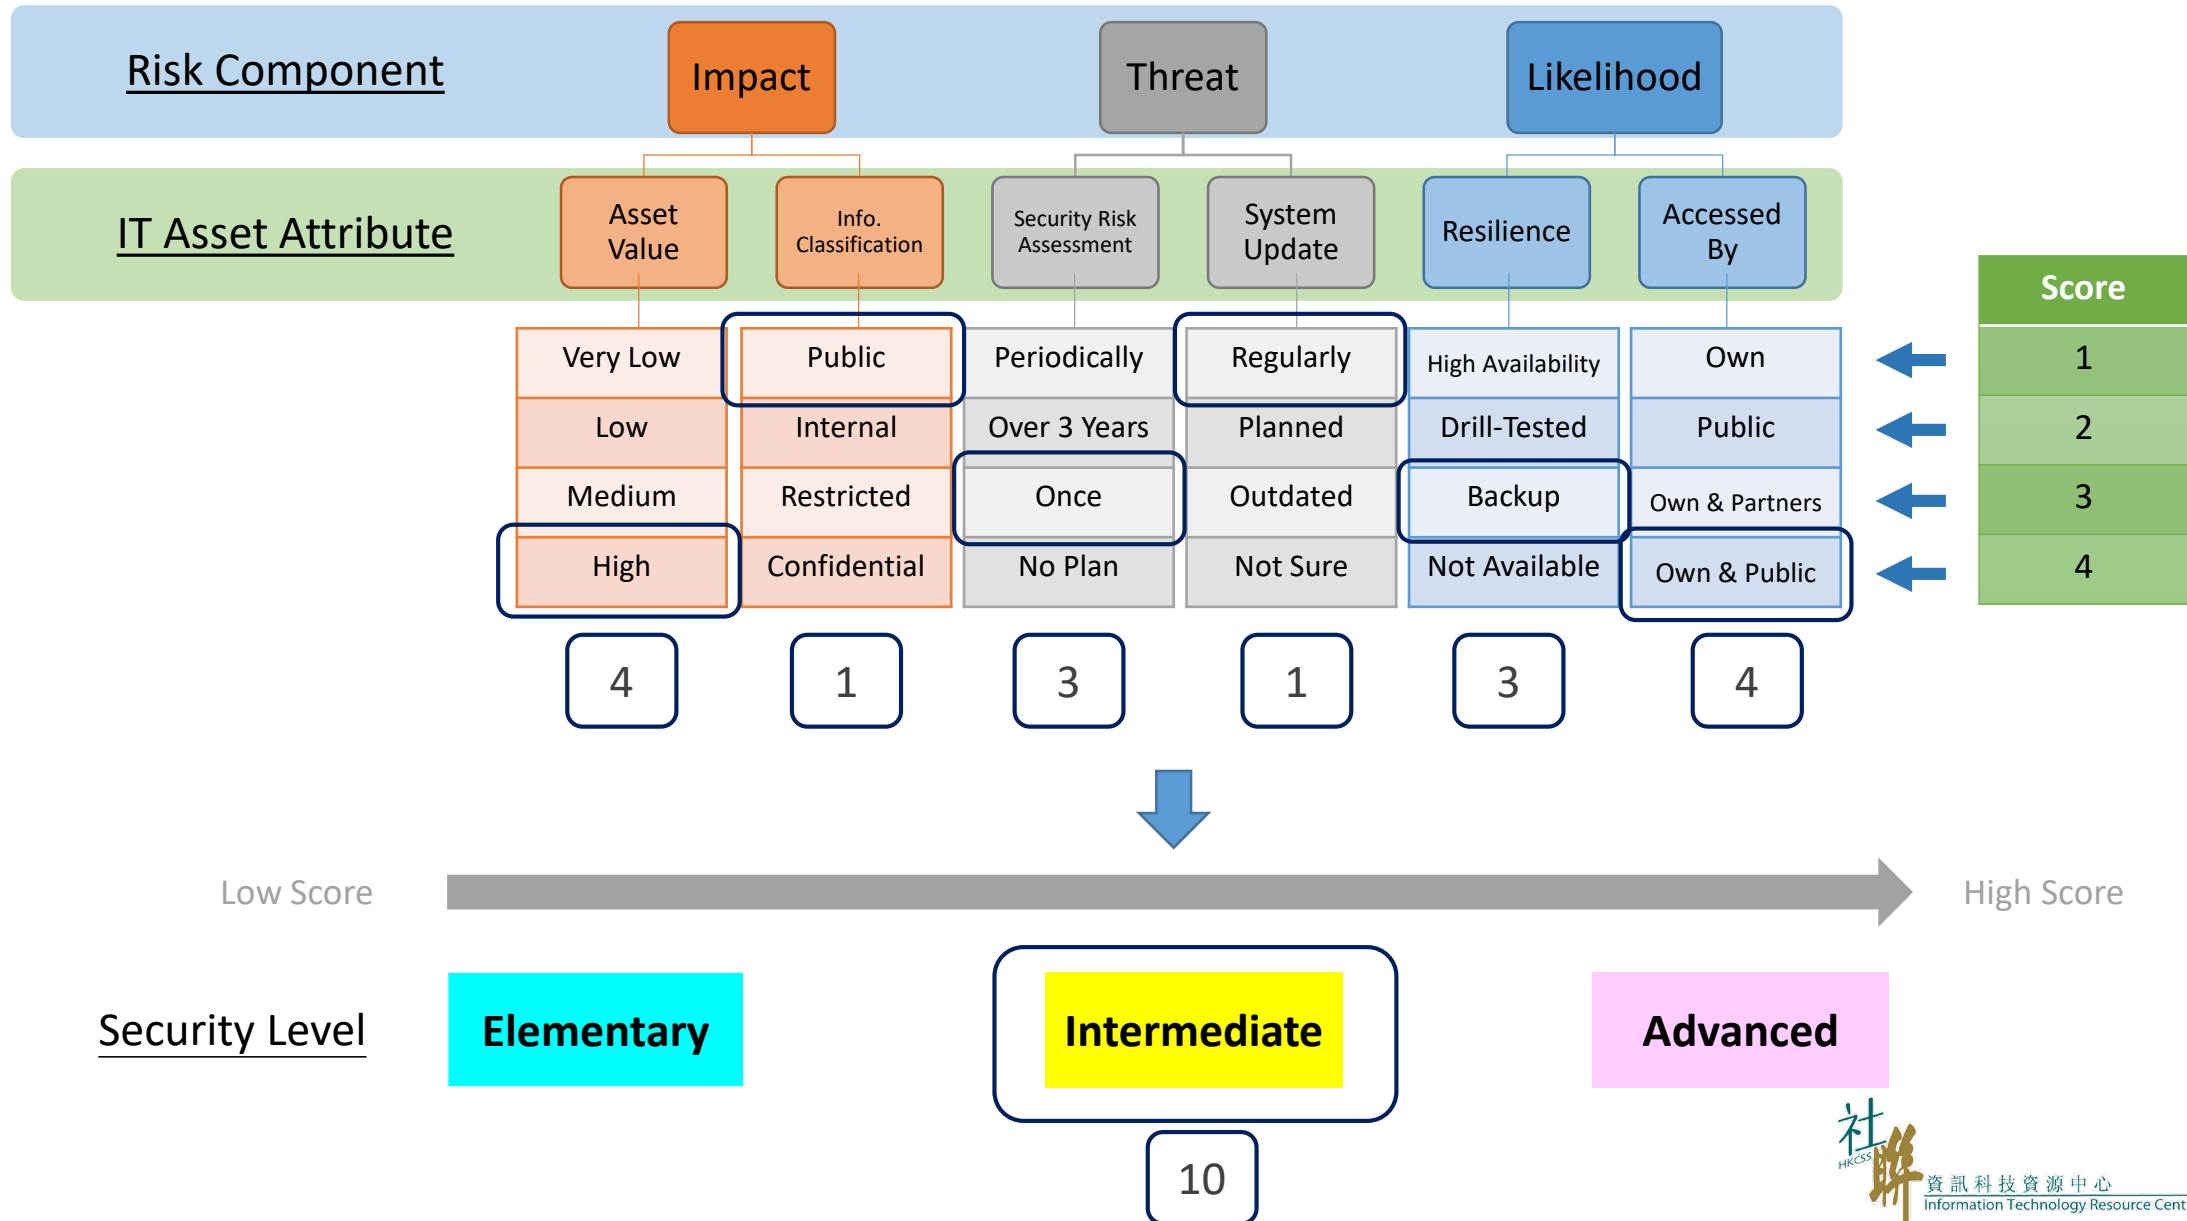 Risk Component
Impact
Threat
Likelihood
IT Asset Attribute
Asset
Value
Info.
Classification
Security Risk
Assessment
System
Update
Resilience
Accessed
By
Score
Very Low
Public
Periodically
Regularly
High Availability
Own
1
Low
Internal
Over 3 Years
Planned
Drill-Tested
Public
2
Medium
Restricted
Once
Outdated
Backup
Own & Partners
3
High
Confidential
No Plan
Not Sure
Not Available
Own & Public
4
4
1
3
1
3
4
Low Score
High Score
Security Level
Elementary
Intermediate
Advanced
10
社
HKCSS
聯
資訊科技資源中心
Information Technology Resource Cent